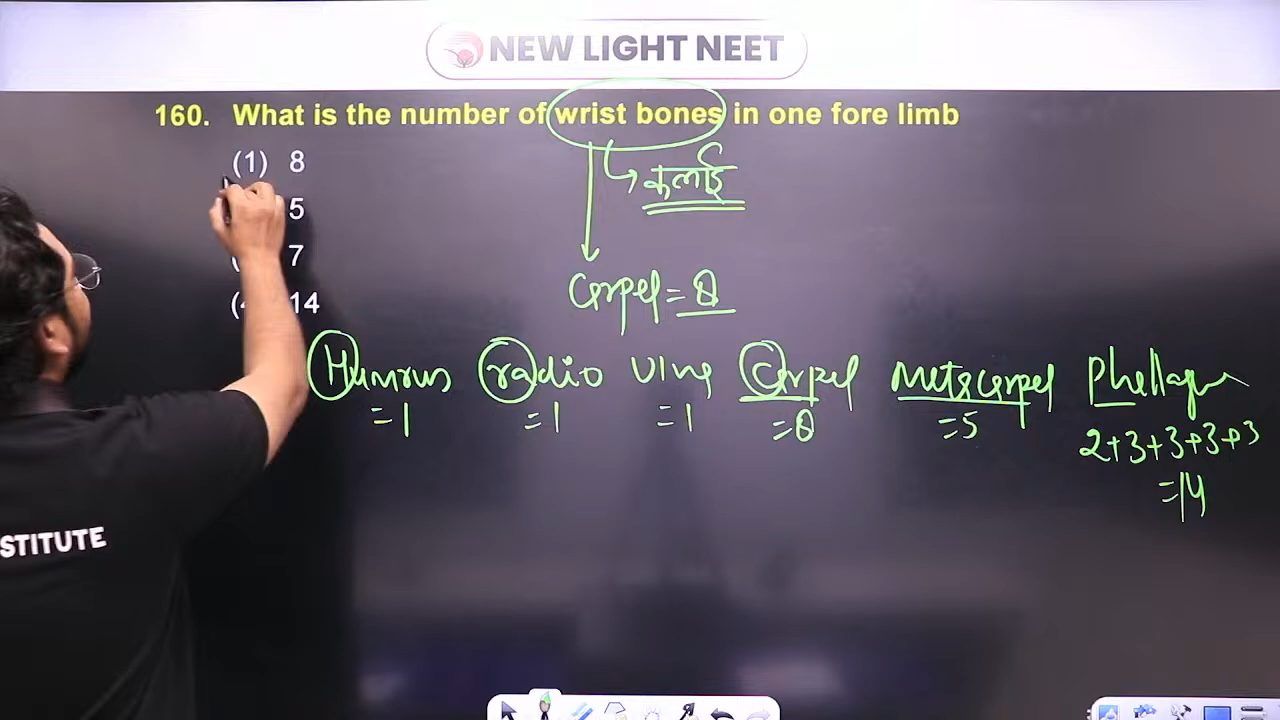 NEW LIGHT NEET
160. What is the number of wrist bones in one fore limb
(1) 8
कलाई
5
( 7
Carpel = 8
(4 14
Humrus radio Ulna Carpel Metacarpel
=1 =1 =1 =8 =5 2+3+3+3+3
=14
STITUTE